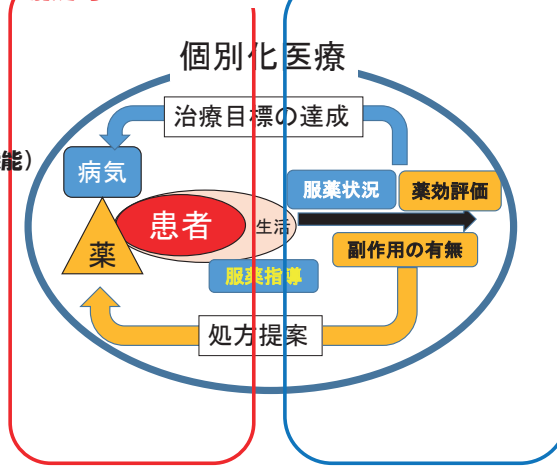 個別化医療
治療目標の達成
能）
病気
服薬状況
薬効評価
患者
生活
薬
副作用の有無
服薬指導
処方提案